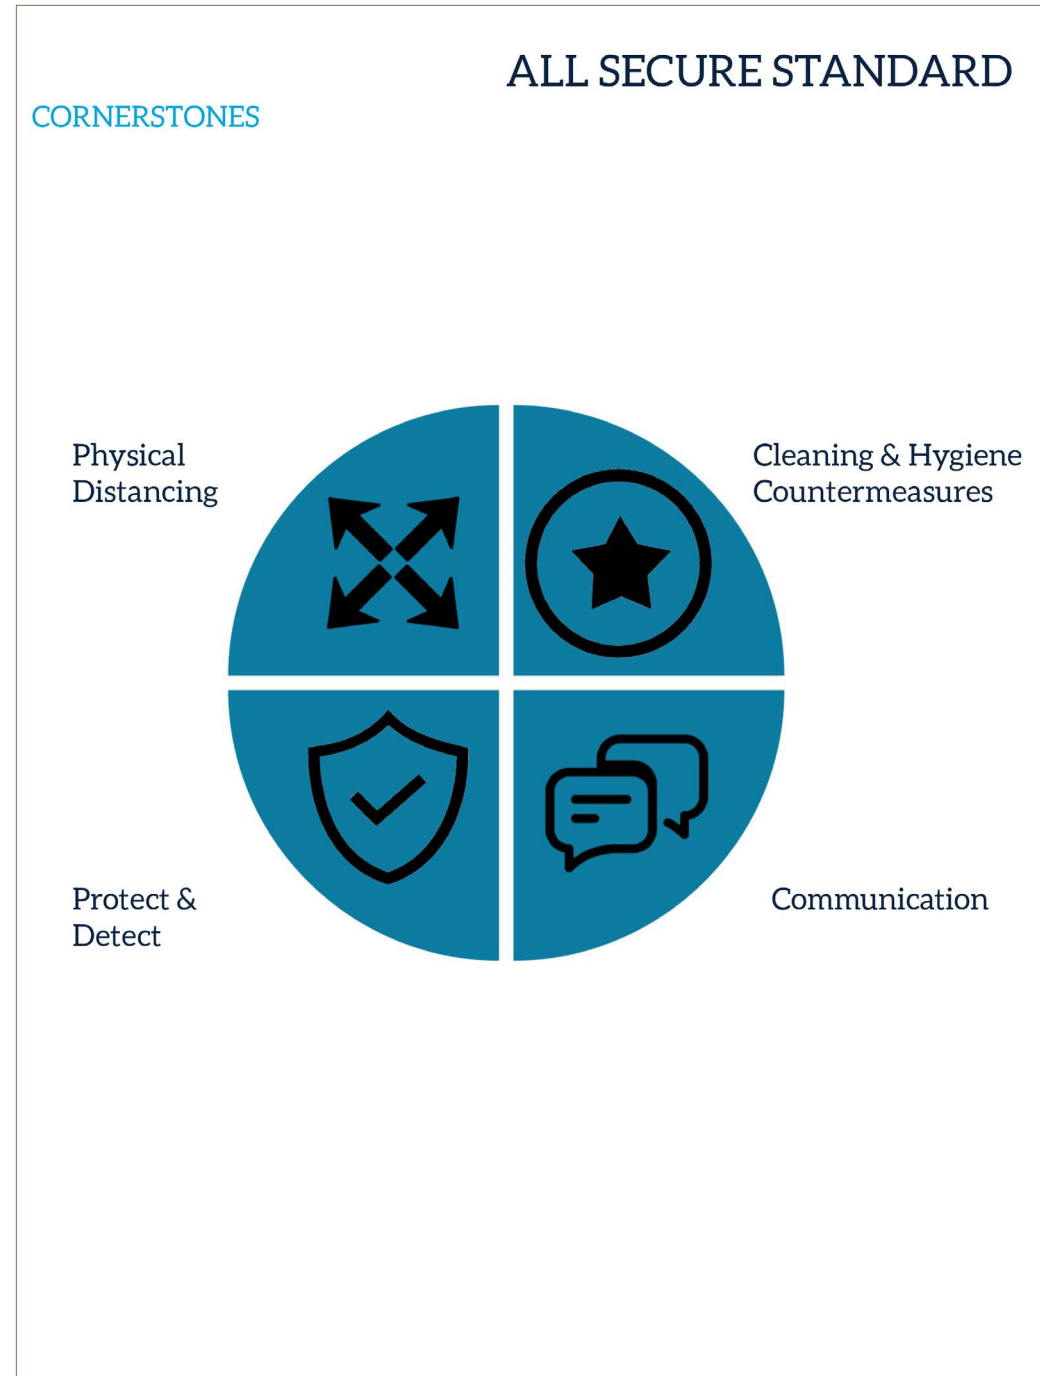 ALL SECURE STANDARD
CORNERSTONES
Physical
Distancing
Cleaning & Hygiene
Countermeasures
Protect &
Detect
Communication